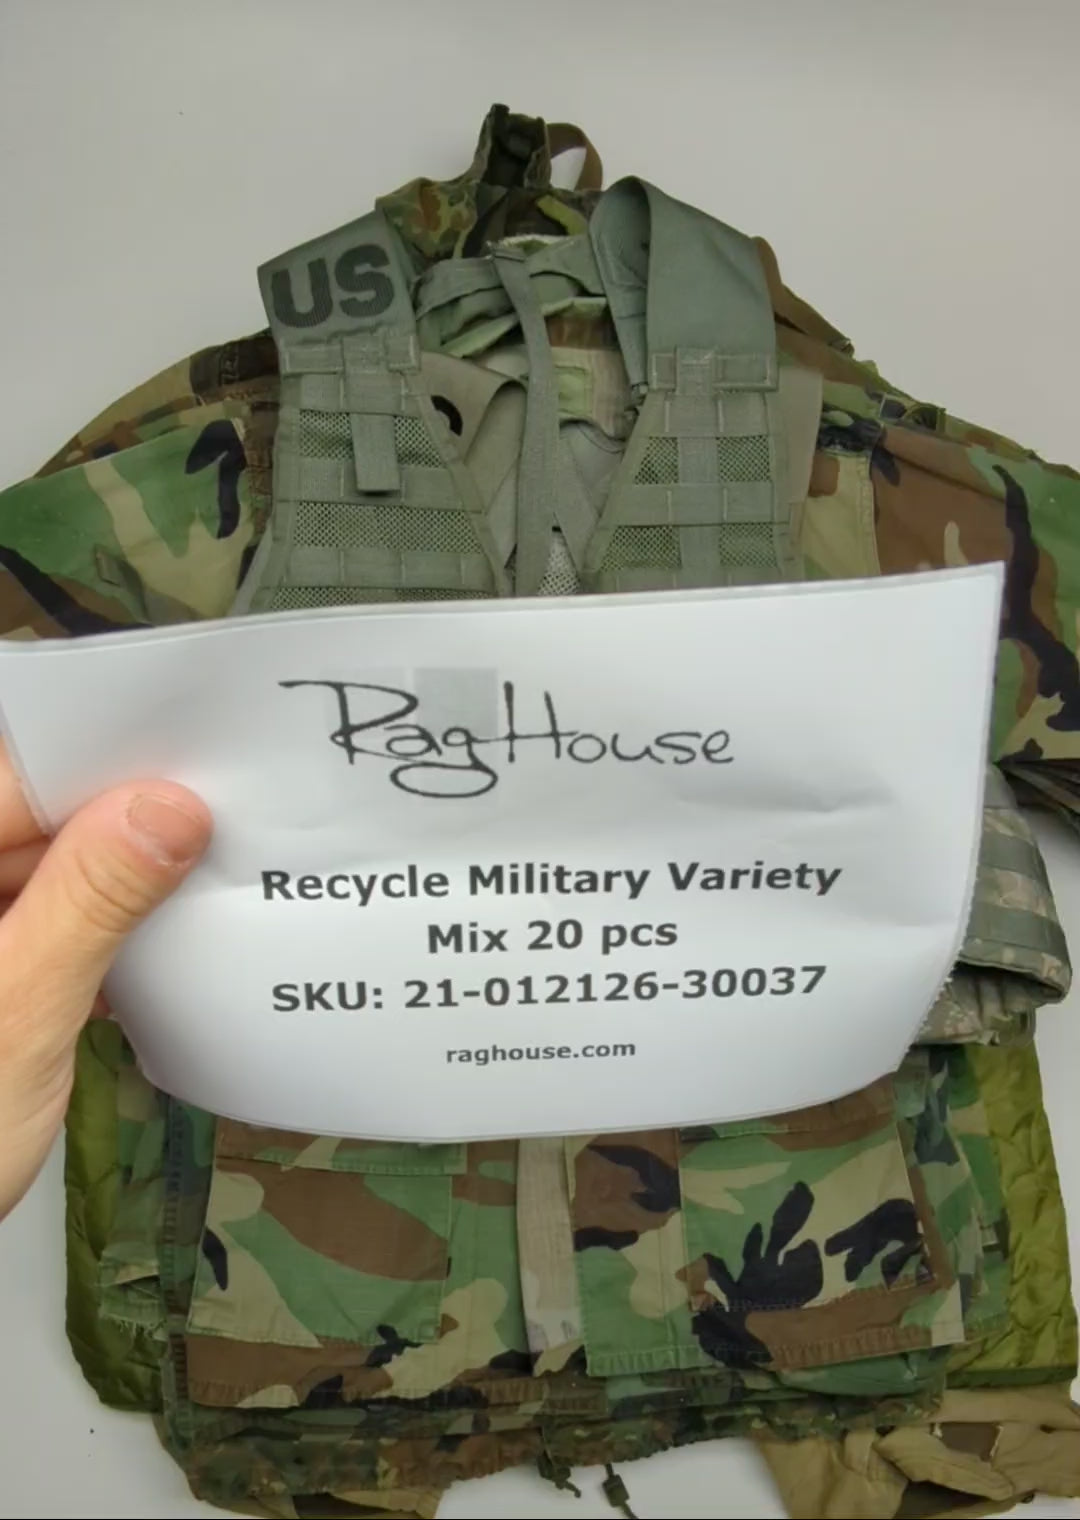 US
RagHouse
Recycle Military Variety
Mix 20 pcs
SKU: 21-012126-30037
raghouse.com